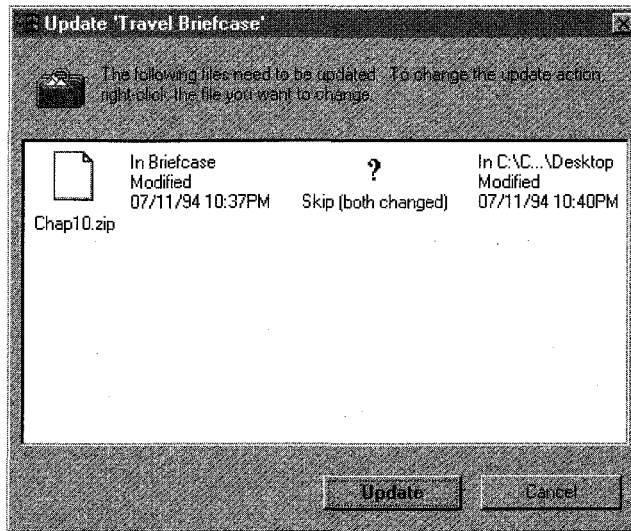 Update 'Travel Briefcase'
The following files need to be updated. To change the update action,
right-click the file you want to change.
In Briefcase
Modified
07/11/94 10:37PM
Chap10.zip
?
Skip (both changed)
In C:\C...\Desktop
Modified
07/11/94 10:40PM
Update
Cancel